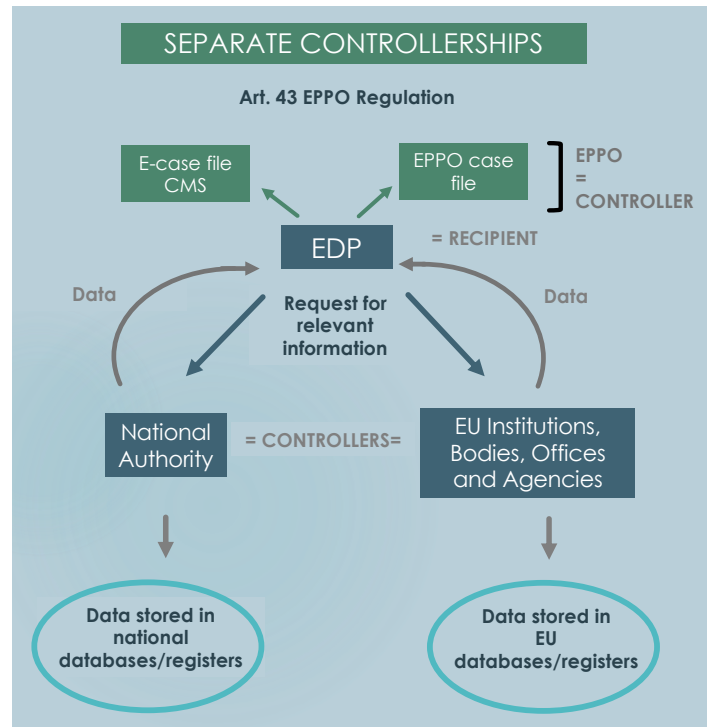 SEPARATE CONTROLLERSHIPS
Art. 43 EPPO Regulation
E-case file
CMS
EPPO case
file
EPPO
=
CONTROLLER
EDP
= RECIPIENT
Data
Request for
relevant
information
Data
National
Authority
= CONTROLLERS=
EU Institutions,
Bodies, Offices
and Agencies
Data stored in
national
databases/registers
Data stored in
EU
databases/registers